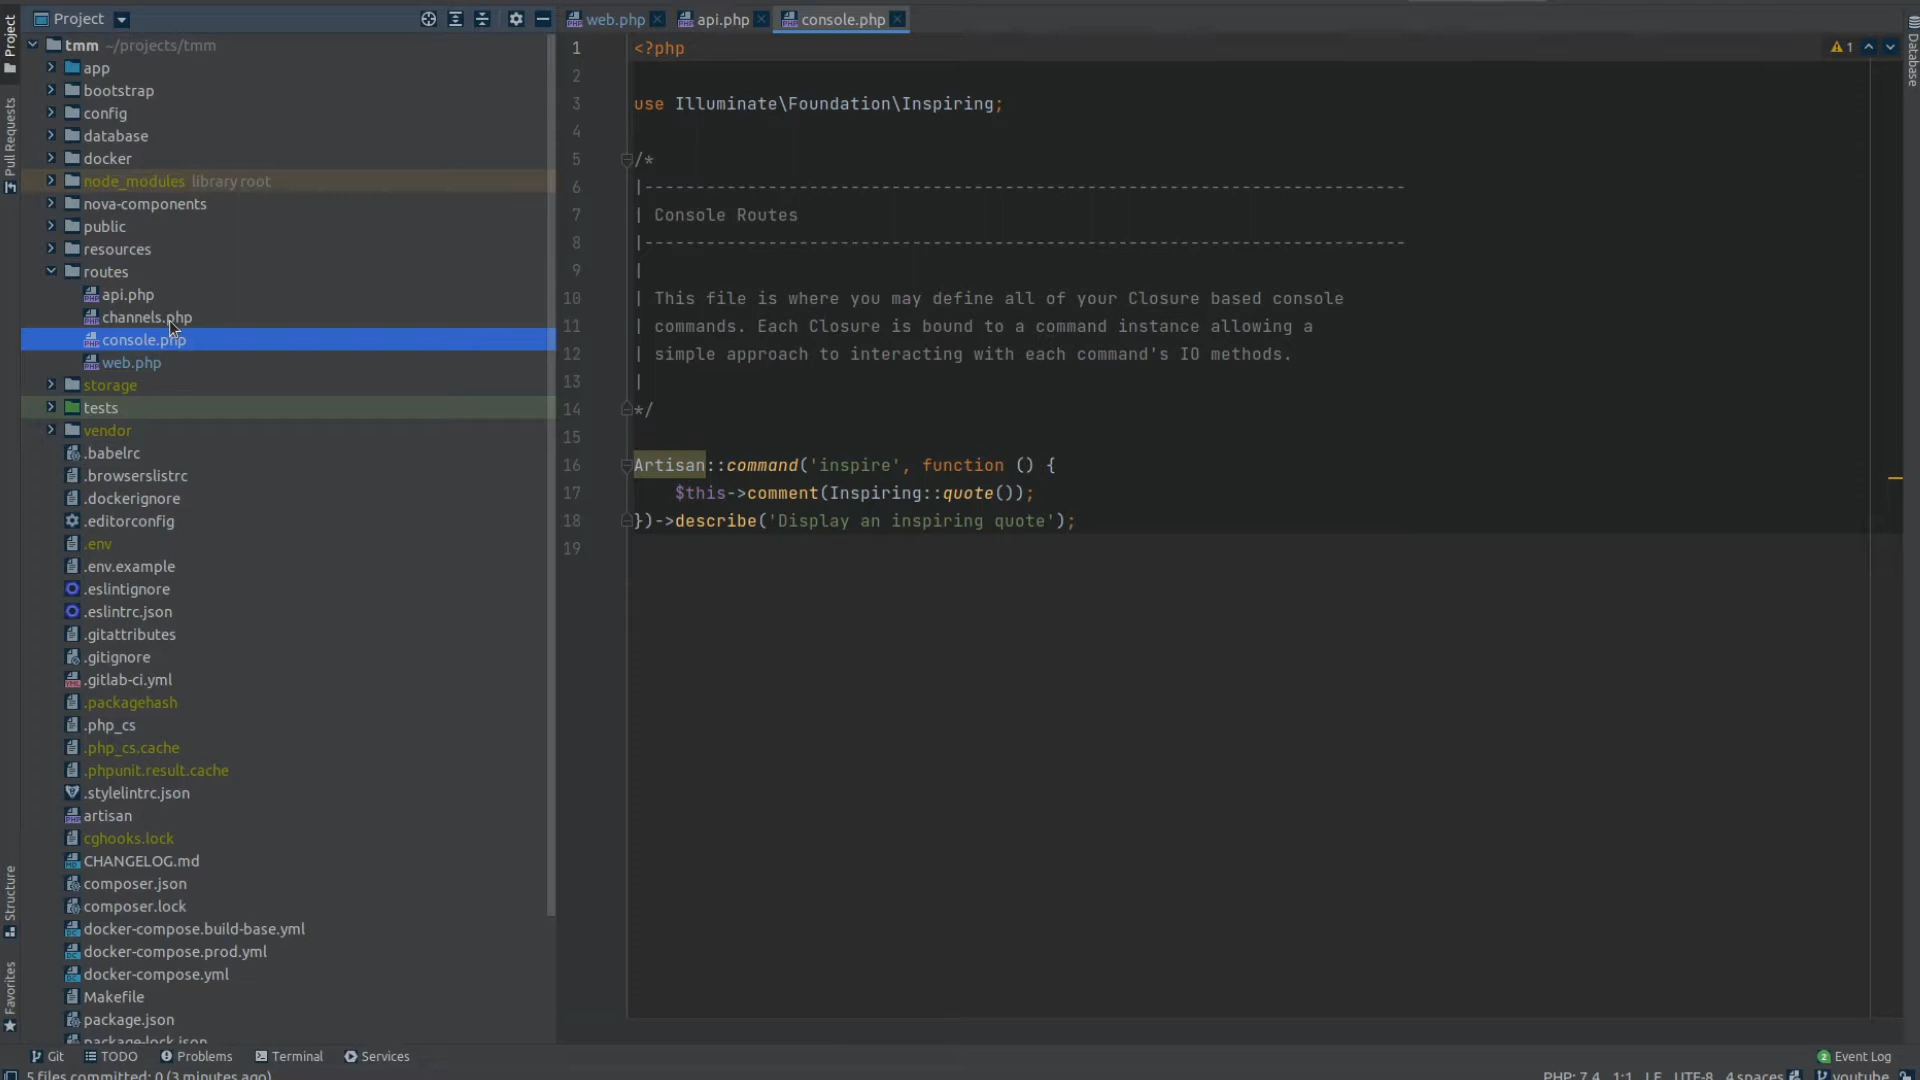 Project
web.php
api.php
console.php
Project
Pull Requests
Structure
Favorites
Database
tmm ~/projects/tmm
app
bootstrap
config
database
docker
node_modules library root
nova-components
public
resources
routes
api.php
channels.php
console.php
web.php
storage
tests
vendor
.babelrc
.browserslistrc
.dockerignore
.editorconfig
.env
.env.example
.eslintignore
.eslintrc.json
.gitattributes
.gitignore
.gitlab-ci.yml
.packagehash
.php_cs
.php_cs.cache
.phpunit.result.cache
.stylelintrc.json
artisan
cghooks.lock
CHANGELOG.md
composer.json
composer.lock
docker-compose.build-base.yml
docker-compose.prod.yml
docker-compose.yml
Makefile
package.json
package-lock.json
1 <?php
2
3 use Illuminate\Foundation\Inspiring;
4
5 /*
6 |--------------------------------------------------------------------------
7 | Console Routes
8 |--------------------------------------------------------------------------
9 |
10 | This file is where you may define all of your Closure based console
11 | commands. Each Closure is bound to a command instance allowing a
12 | simple approach to interacting with each command's IO methods.
13 |
14 */
15
16 Artisan::command('inspire', function () {
17 $this->comment(Inspiring::quote());
18 })->describe('Display an inspiring quote');
19
1
Git
TODO
Problems
Terminal
Services
2 Event Log
5 files committed: 0 (3 minutes ago)
PHP: 7.4 1:1 LF UTF-8 4 spaces youtube